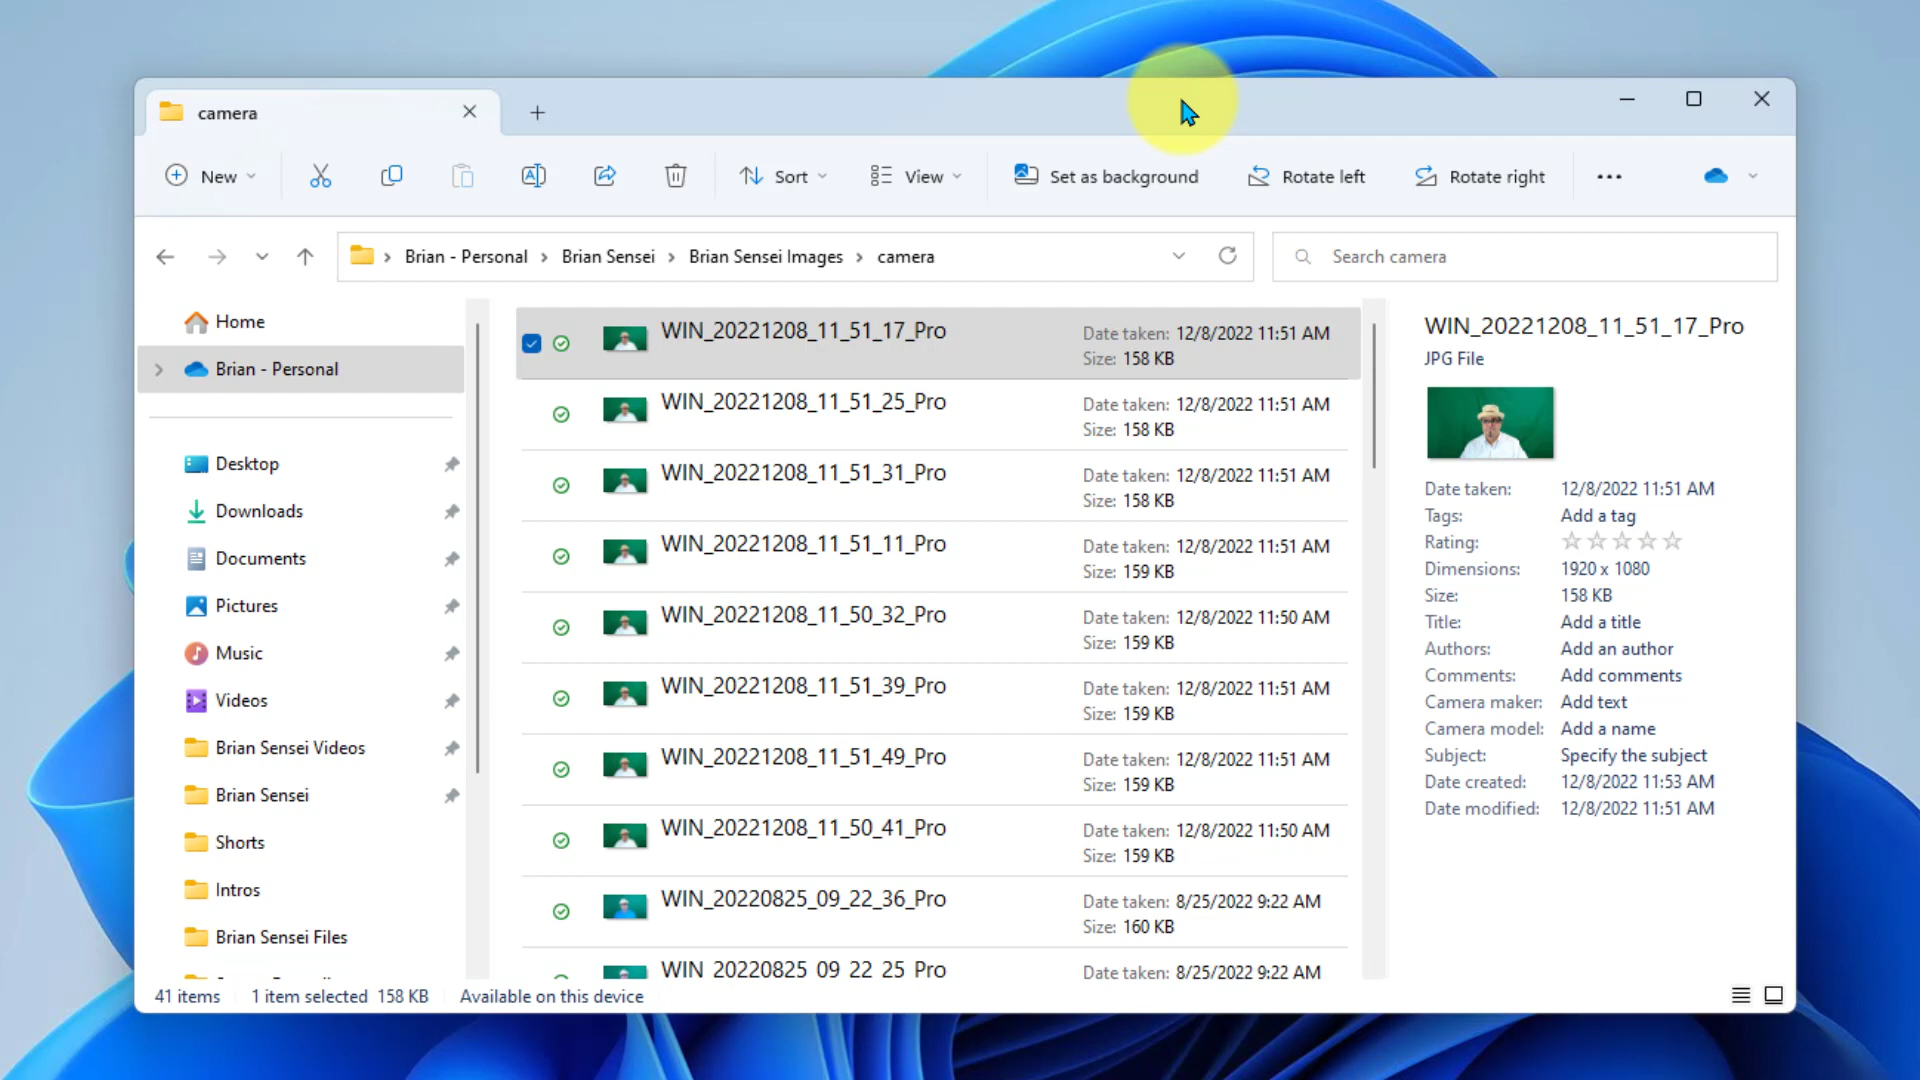 camera
New
Sort
View
Set as background
Rotate left
Rotate right
Brian - Personal > Brian Sensei > Brian Sensei Images > camera
Search camera
Home
Brian - Personal
Desktop
Downloads
Documents
Pictures
Music
Videos
Brian Sensei Videos
Brian Sensei
Shorts
Intros
Brian Sensei Files
WIN_20221208_11_51_17_Pro
Date taken: 12/8/2022 11:51 AM
Size: 158 KB
WIN_20221208_11_51_25_Pro
Date taken: 12/8/2022 11:51 AM
Size: 158 KB
WIN_20221208_11_51_31_Pro
Date taken: 12/8/2022 11:51 AM
Size: 158 KB
WIN_20221208_11_51_11_Pro
Date taken: 12/8/2022 11:51 AM
Size: 159 KB
WIN_20221208_11_50_32_Pro
Date taken: 12/8/2022 11:50 AM
Size: 159 KB
WIN_20221208_11_51_39_Pro
Date taken: 12/8/2022 11:51 AM
Size: 159 KB
WIN_20221208_11_51_49_Pro
Date taken: 12/8/2022 11:51 AM
Size: 159 KB
WIN_20221208_11_50_41_Pro
Date taken: 12/8/2022 11:50 AM
Size: 159 KB
WIN_20220825_09_22_36_Pro
Date taken: 8/25/2022 9:22 AM
Size: 160 KB
WIN_20220825_09_22_25_Pro
Date taken: 8/25/2022 9:22 AM
WIN_20221208_11_51_17_Pro
JPG File
Date taken: 12/8/2022 11:51 AM
Tags: Add a tag
Rating:
Dimensions: 1920 x 1080
Size: 158 KB
Title: Add a title
Authors: Add an author
Comments: Add comments
Camera maker: Add text
Camera model: Add a name
Subject: Specify the subject
Date created: 12/8/2022 11:53 AM
Date modified: 12/8/2022 11:51 AM
41 items
1 item selected 158 KB
Available on this device